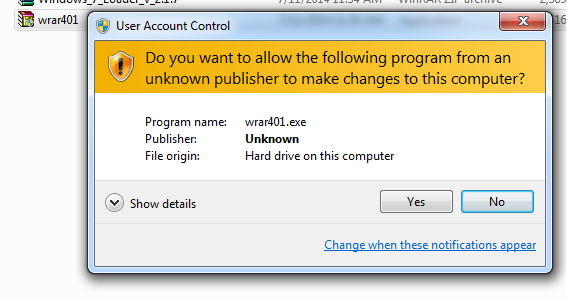 wrar401
User Account Control
Do you want to allow the following program from an
unknown publisher to make changes to this computer?
Program name: wrar401.exe
Publisher: Unknown
File origin: Hard drive on this computer
Show details
Yes No
Change when these notifications appear